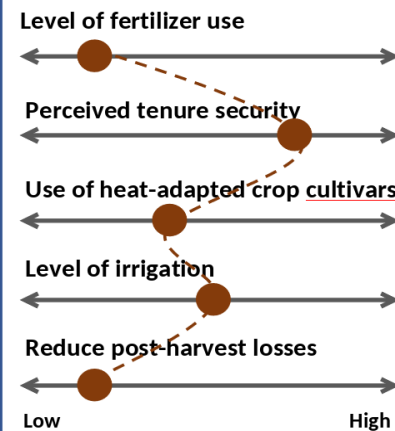 Level of fertilizer use
Perceived tenure security
Use of heat-adapted crop cultivars
Level of irrigation
Reduce post-harvest losses
Low High